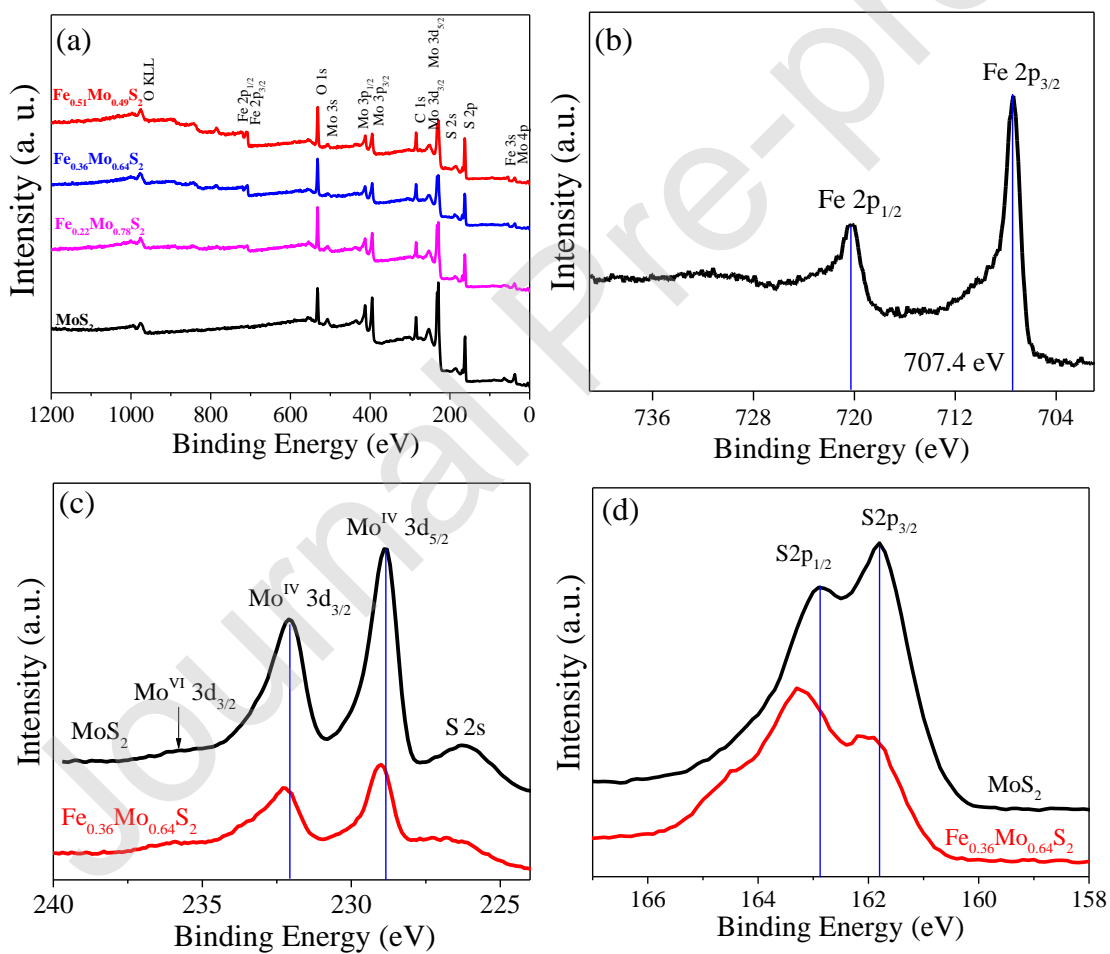 (a)
O KLL
Fe 2p1/2
Fe 2p3/2
O 1s
Mo 3s
Mo 3p1/2
Mo 3p3/2
C 1s
Mo 3d3/2
Mo 3d5/2
S 2s
S 2p
Fe 3s
Mo 4p
Fe0.51Mo0.49S2
Fe0.36Mo0.64S2
Fe0.22Mo0.78S2
MoS2
Intensity (a. u.)
1200 1000 800 600 400 200 0
Binding Energy (eV)
(b)
Fe 2p3/2
Fe 2p1/2
707.4 eV
Intensity (a. u.)
736 728 720 712 704
Binding Energy (eV)
(c)
MoIV 3d5/2
MoIV 3d3/2
MoVI 3d3/2
MoS2
S 2s
Fe0.36Mo0.64S2
Intensity (a.u.)
240 235 230 225
Binding Energy (eV)
(d)
S2p3/2
S2p1/2
MoS2
Fe0.36Mo0.64S2
Intensity (a.u.)
166 164 162 160 158
Binding Energy (eV)
Journal Pre-pr